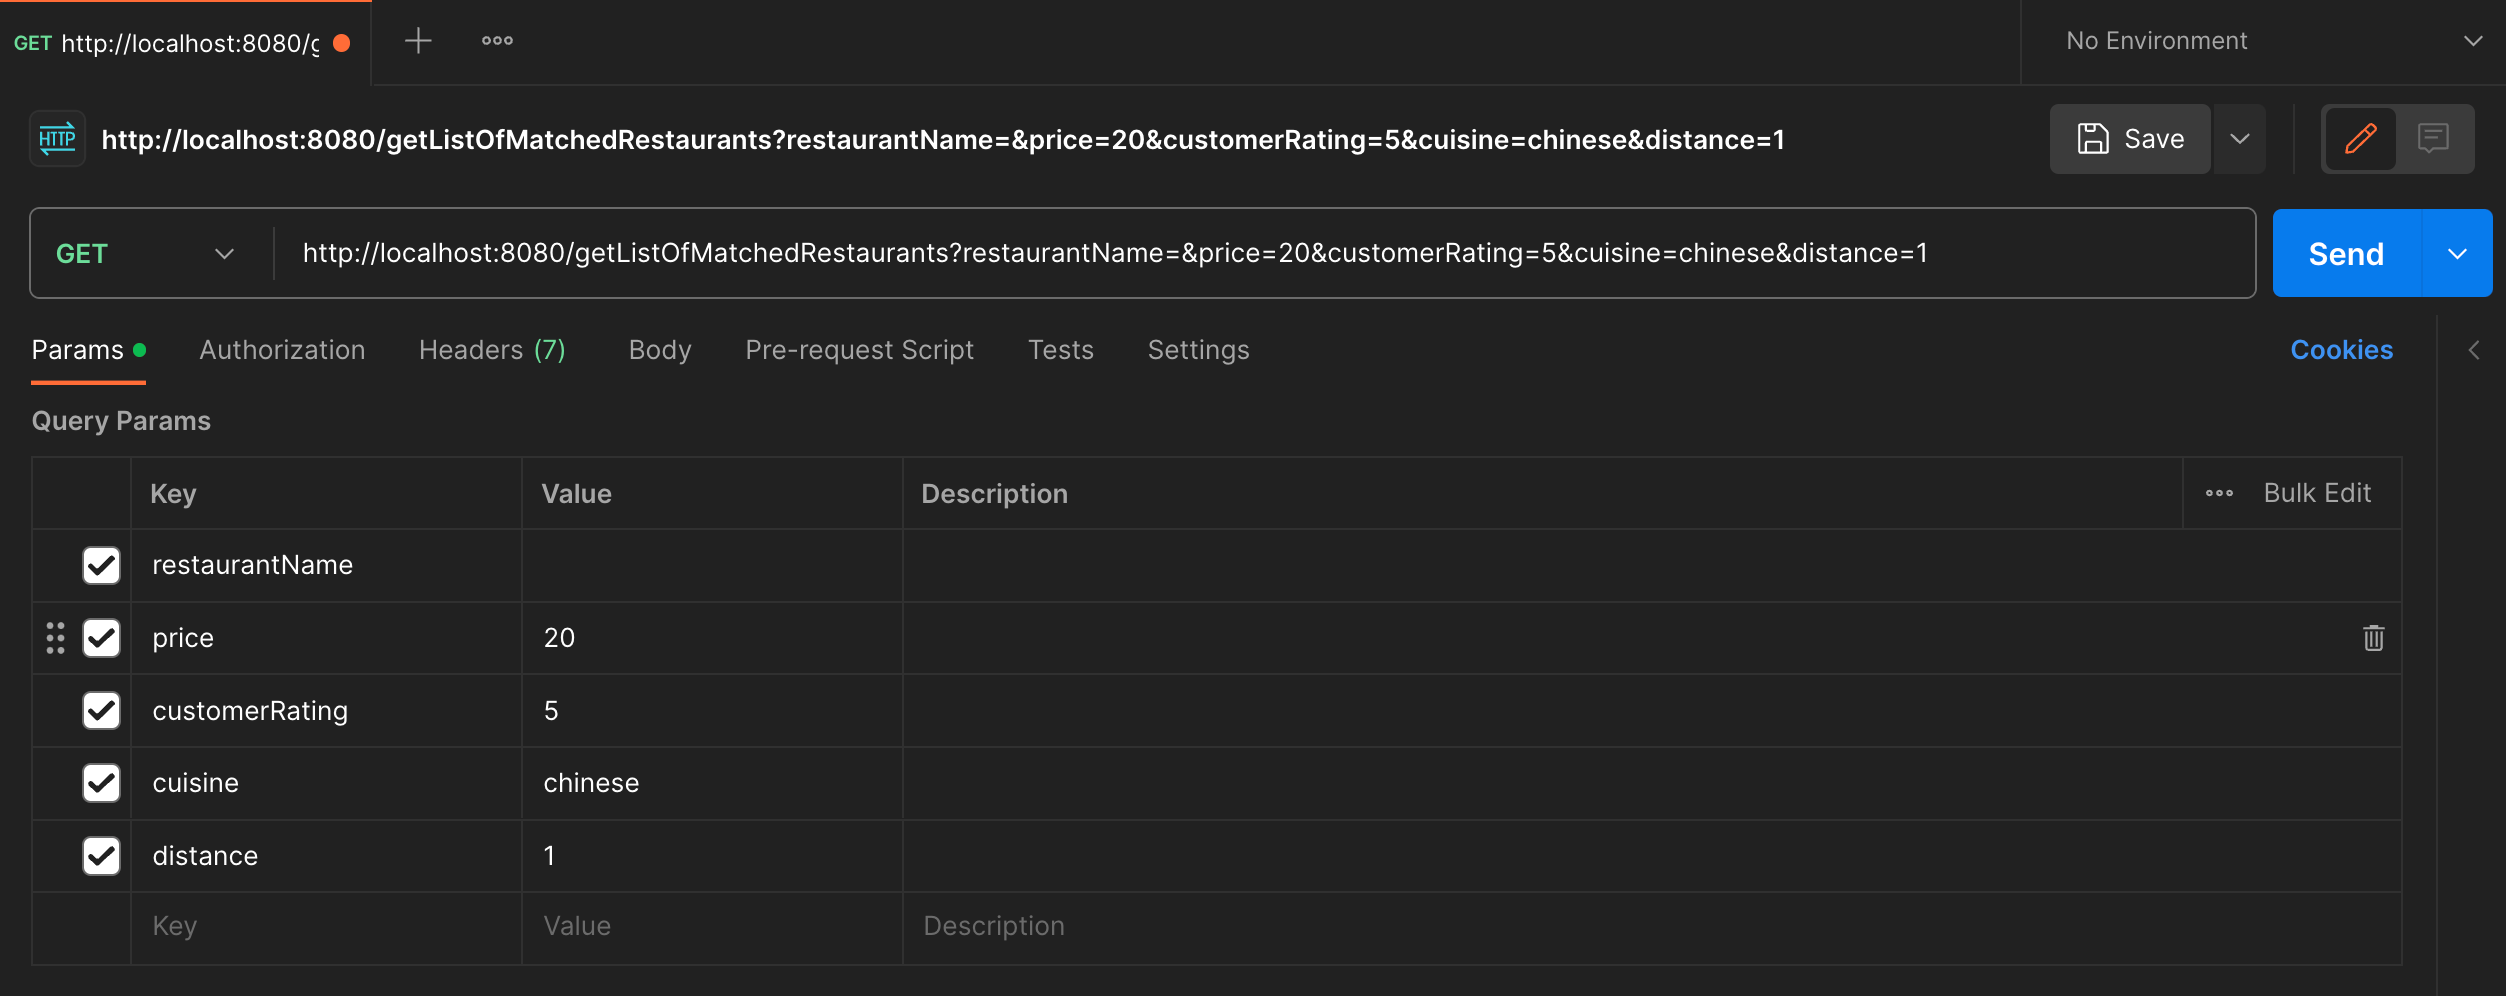 GET http://localhost:8080/g
No Environment
HTTP http://localhost:8080/getListOfMatchedRestaurants?restaurantName=&price=20&customerRating=5&cuisine=chinese&distance=1
Save
GET http://localhost:8080/getListOfMatchedRestaurants?restaurantName=&price=20&customerRating=5&cuisine=chinese&distance=1
Send
Params Authorization Headers (7) Body Pre-request Script Tests Settings Cookies
Query Params
Key Value Description Bulk Edit
restaurantName
price 20
customerRating 5
cuisine chinese
distance 1
Key Value Description